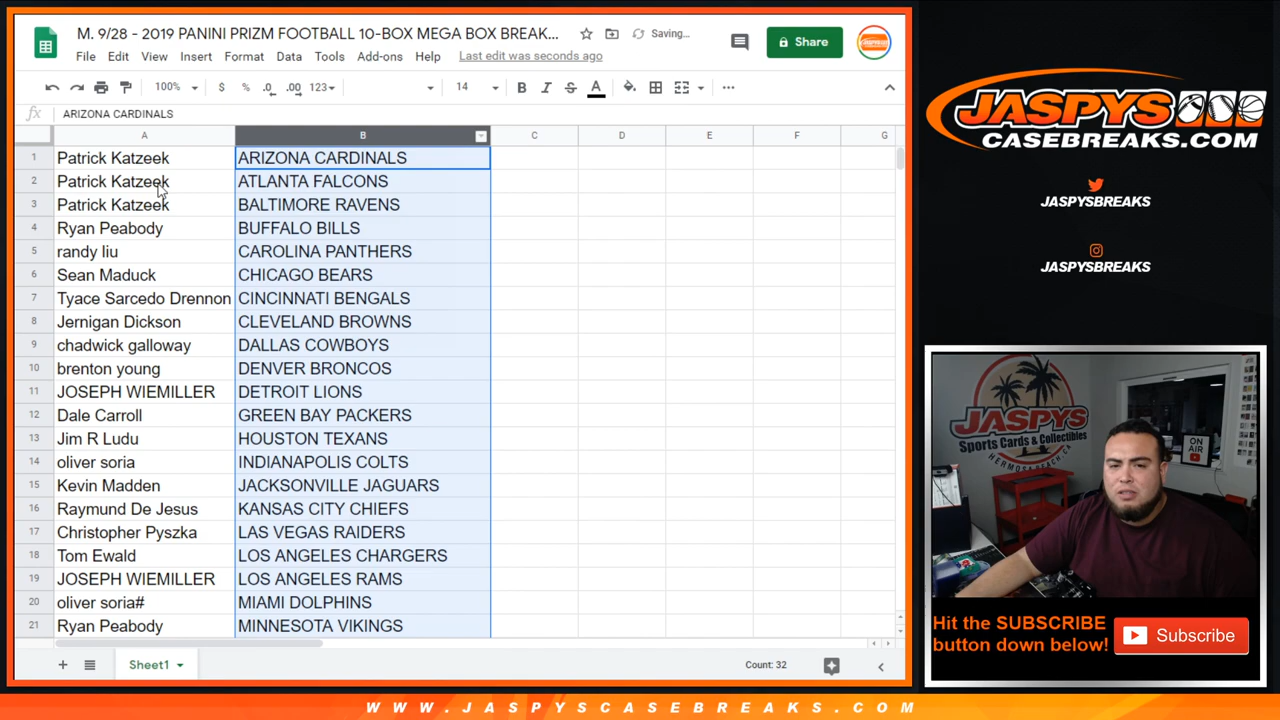 M. 9/28 - 2019 PANINI PRIZM FOOTBALL 10-BOX MEGA BOX BREAK...
Saving...
Share
File Edit View Insert Format Data Tools Add-ons Help Last edit was seconds ago
100% $ % .0 .00 123 14 B I S A
fx ARIZONA CARDINALS
A B C D E F G
1 Patrick Katzeek ARIZONA CARDINALS
2 Patrick Katzeek ATLANTA FALCONS
3 Patrick Katzeek BALTIMORE RAVENS
4 Ryan Peabody BUFFALO BILLS
5 randy liu CAROLINA PANTHERS
6 Sean Maduck CHICAGO BEARS
7 Tyace Sarcedo Drennon CINCINNATI BENGALS
8 Jernigan Dickson CLEVELAND BROWNS
9 chadwick galloway DALLAS COWBOYS
10 brenton young DENVER BRONCOS
11 JOSEPH WIEMILLER DETROIT LIONS
12 Dale Carroll GREEN BAY PACKERS
13 Jim R Ludu HOUSTON TEXANS
14 oliver soria INDIANAPOLIS COLTS
15 Kevin Madden JACKSONVILLE JAGUARS
16 Raymund De Jesus KANSAS CITY CHIEFS
17 Christopher Pyszka LAS VEGAS RAIDERS
18 Tom Ewald LOS ANGELES CHARGERS
19 JOSEPH WIEMILLER LOS ANGELES RAMS
20 oliver soria# MIAMI DOLPHINS
21 Ryan Peabody MINNESOTA VIKINGS
Sheet1
Count: 32
JASPYS
CASEBREAKS.COM
JASPYSBREAKS
JASPYSBREAKS
JASPYS
Sports Cards & Collectibles
HERMOSA BEACH, CA
ON
AIR
Hit the SUBSCRIBE
button down below!
Subscribe
WWW.JASPYSCASEBREAKS.COM